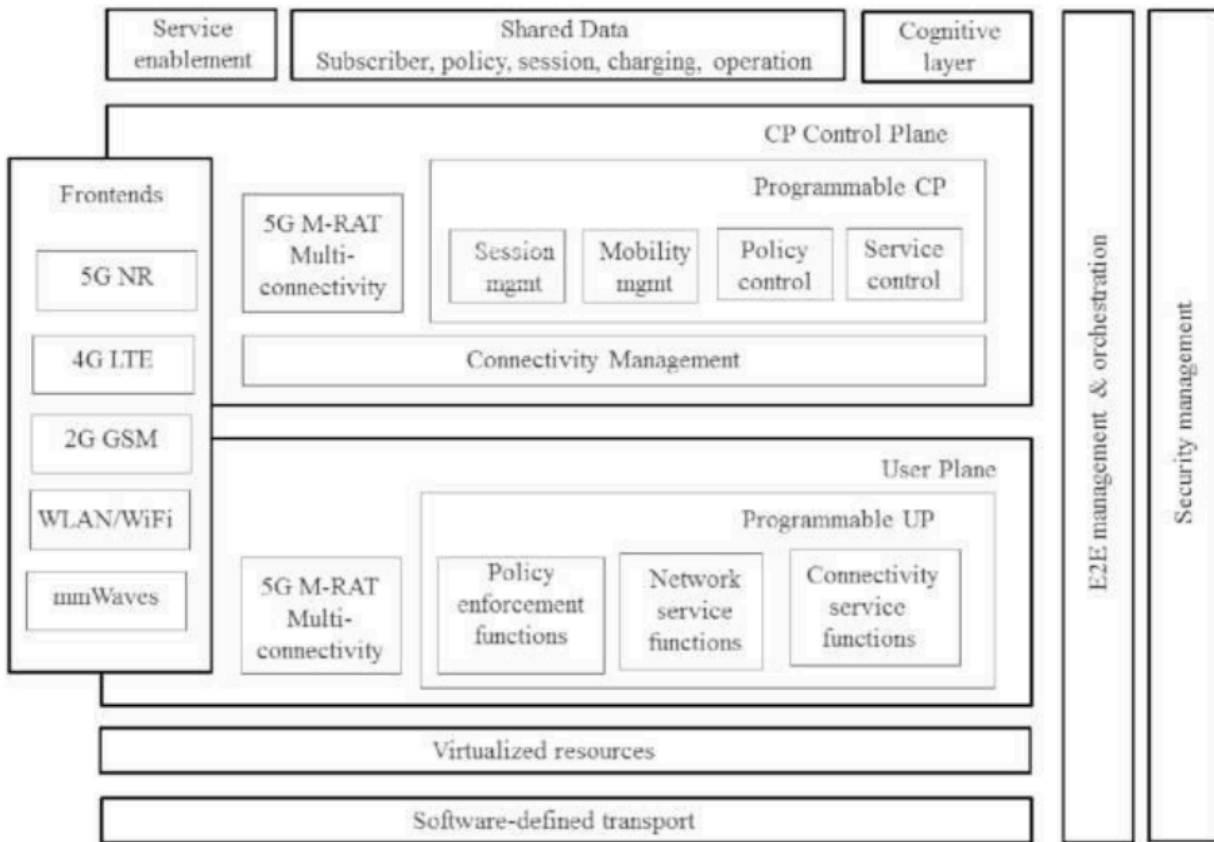 Service
enablement
Shared Data
Subscriber, policy, session, charging, operation
Cognitive
layer
CP Control Plane
Frontends
Programmable CP
5G M-RAT
Multi-
connectivity
Session
mgmt
Mobility
mgmt
Policy
control
Service
control
5G NR
4G LTE
Connectivity Management
2G GSM
WLAN/WiFi
mmWaves
User Plane
Programmable UP
5G M-RAT
Multi-
connectivity
Policy
enforcement
functions
Network
service
functions
Connectivity
service
functions
Virtualized resources
Software-defined transport
E2E management & orchestration
Security management